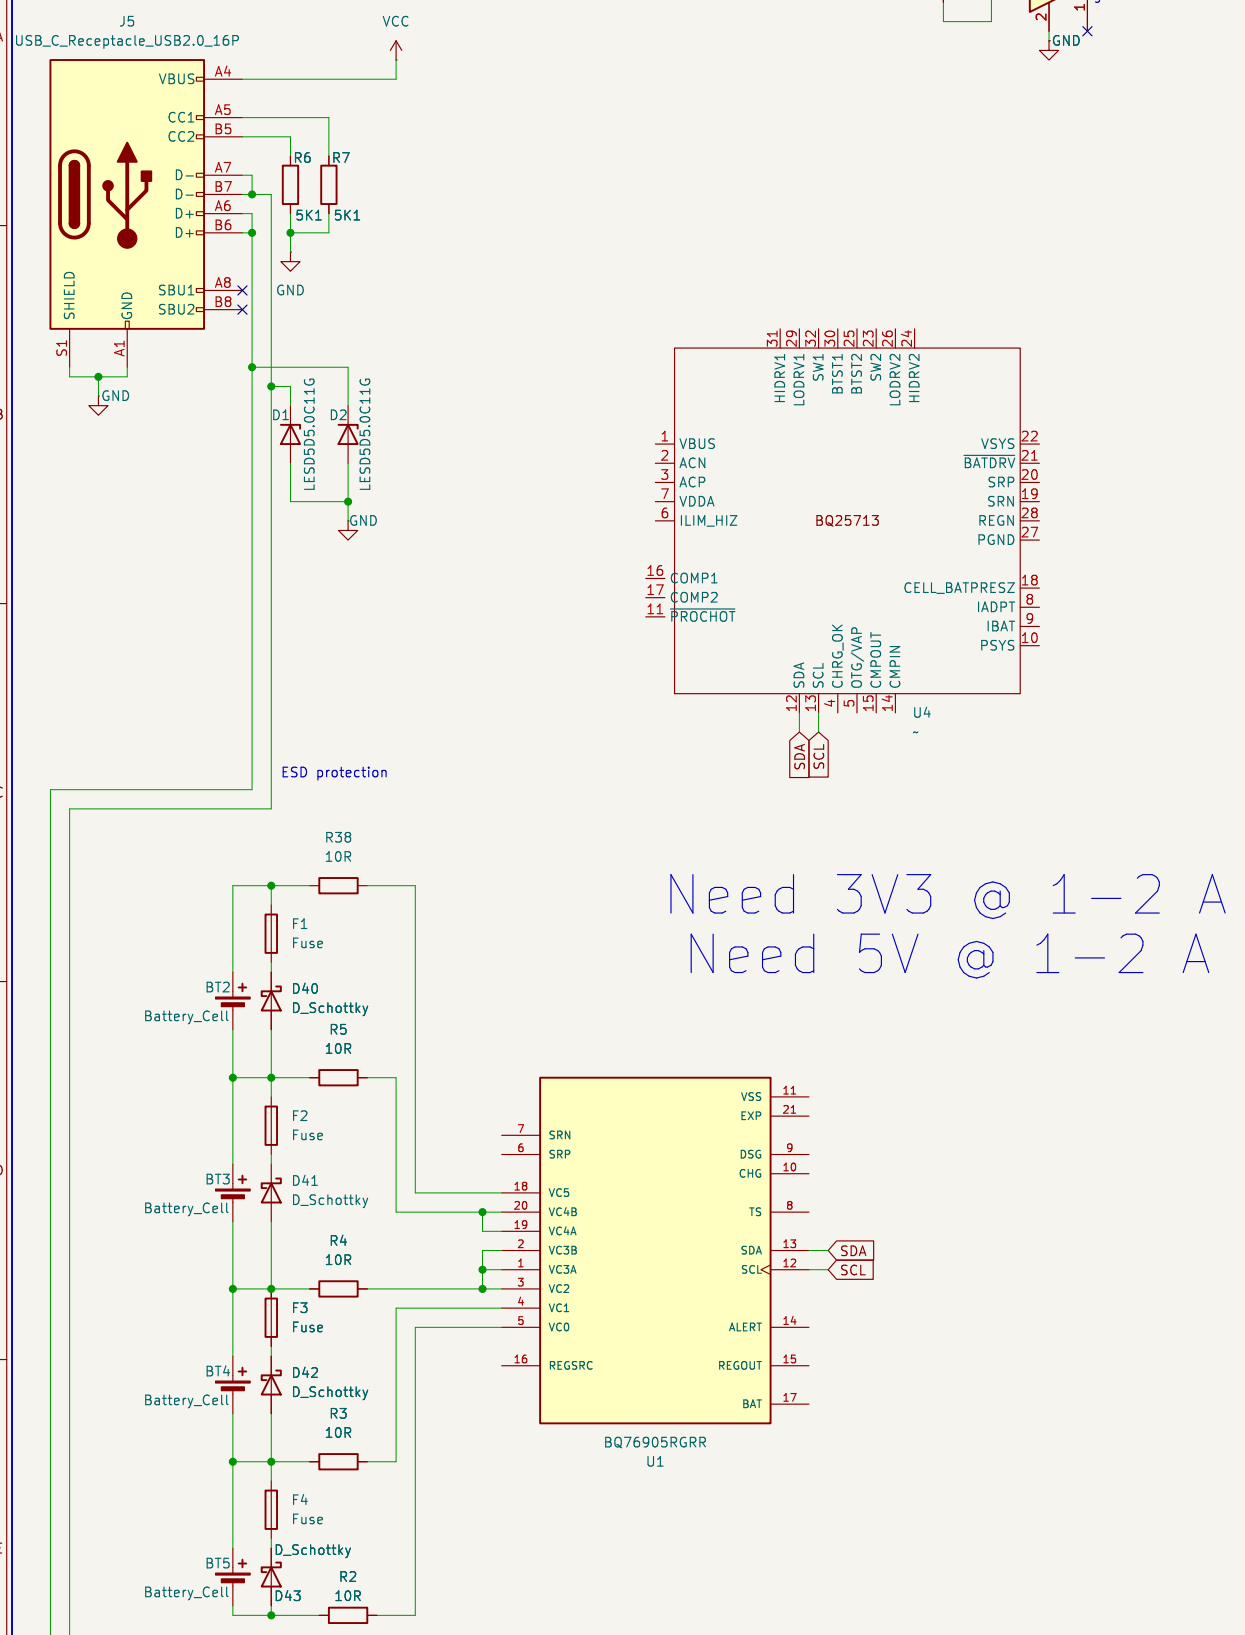 J5
USB_C_Receptacle_USB2.0_16P
VCC
VBUS A4
CC1 A5
CC2 B5
D- A7
D- B7
D+ A6
D+ B6
SBU1 A8
SBU2 B8
SHIELD
GND
S1
A1
GND
R6
R7
5K1
5K1
GND
2
1
GND
D1
LESD5D5.0C11G
D2
LESD5D5.0C11G
GND
31 29 32 30 25 23 26 24
HIDRV1 LODRV1 SW1 BTST1 BTST2 SW2 LODRV2 HIDRV2
1 VBUS
2 ACN
3 ACP
7 VDDA
6 ILIM_HIZ
16 COMP1
17 COMP2
11 PROCHOT
BQ25713
VSYS 22
BATDRV 21
SRP 20
SRN 19
REGN 28
PGND 27
CELL_BATPRESZ 18
IADPT 8
IBAT 9
PSYS 10
SDA SCL CHRG_OK OTG/VAP CMPOUT CMPIN
12 13 4 5 15 14
U4
~
SDA
SCL
ESD protection
Need 3V3 @ 1-2 A
Need 5V @ 1-2 A
R38
10R
F1
Fuse
BT2
+
Battery_Cell
D40
D_Schottky
R5
10R
F2
Fuse
BT3
+
Battery_Cell
D41
D_Schottky
R4
10R
F3
Fuse
BT4
+
Battery_Cell
D42
D_Schottky
R3
10R
F4
Fuse
BT5
+
Battery_Cell
D_Schottky
D43
R2
10R
7 SRN
6 SRP
18 VC5
20 VC4B
19 VC4A
2 VC3B
1 VC3A
3 VC2
4 VC1
5 VC0
16 REGSRC
VSS 11
EXP 21
DSG 9
CHG 10
TS 8
SDA 13
SCL 12
ALERT 14
REGOUT 15
BAT 17
SDA
SCL
BQ76905RGRR
U1